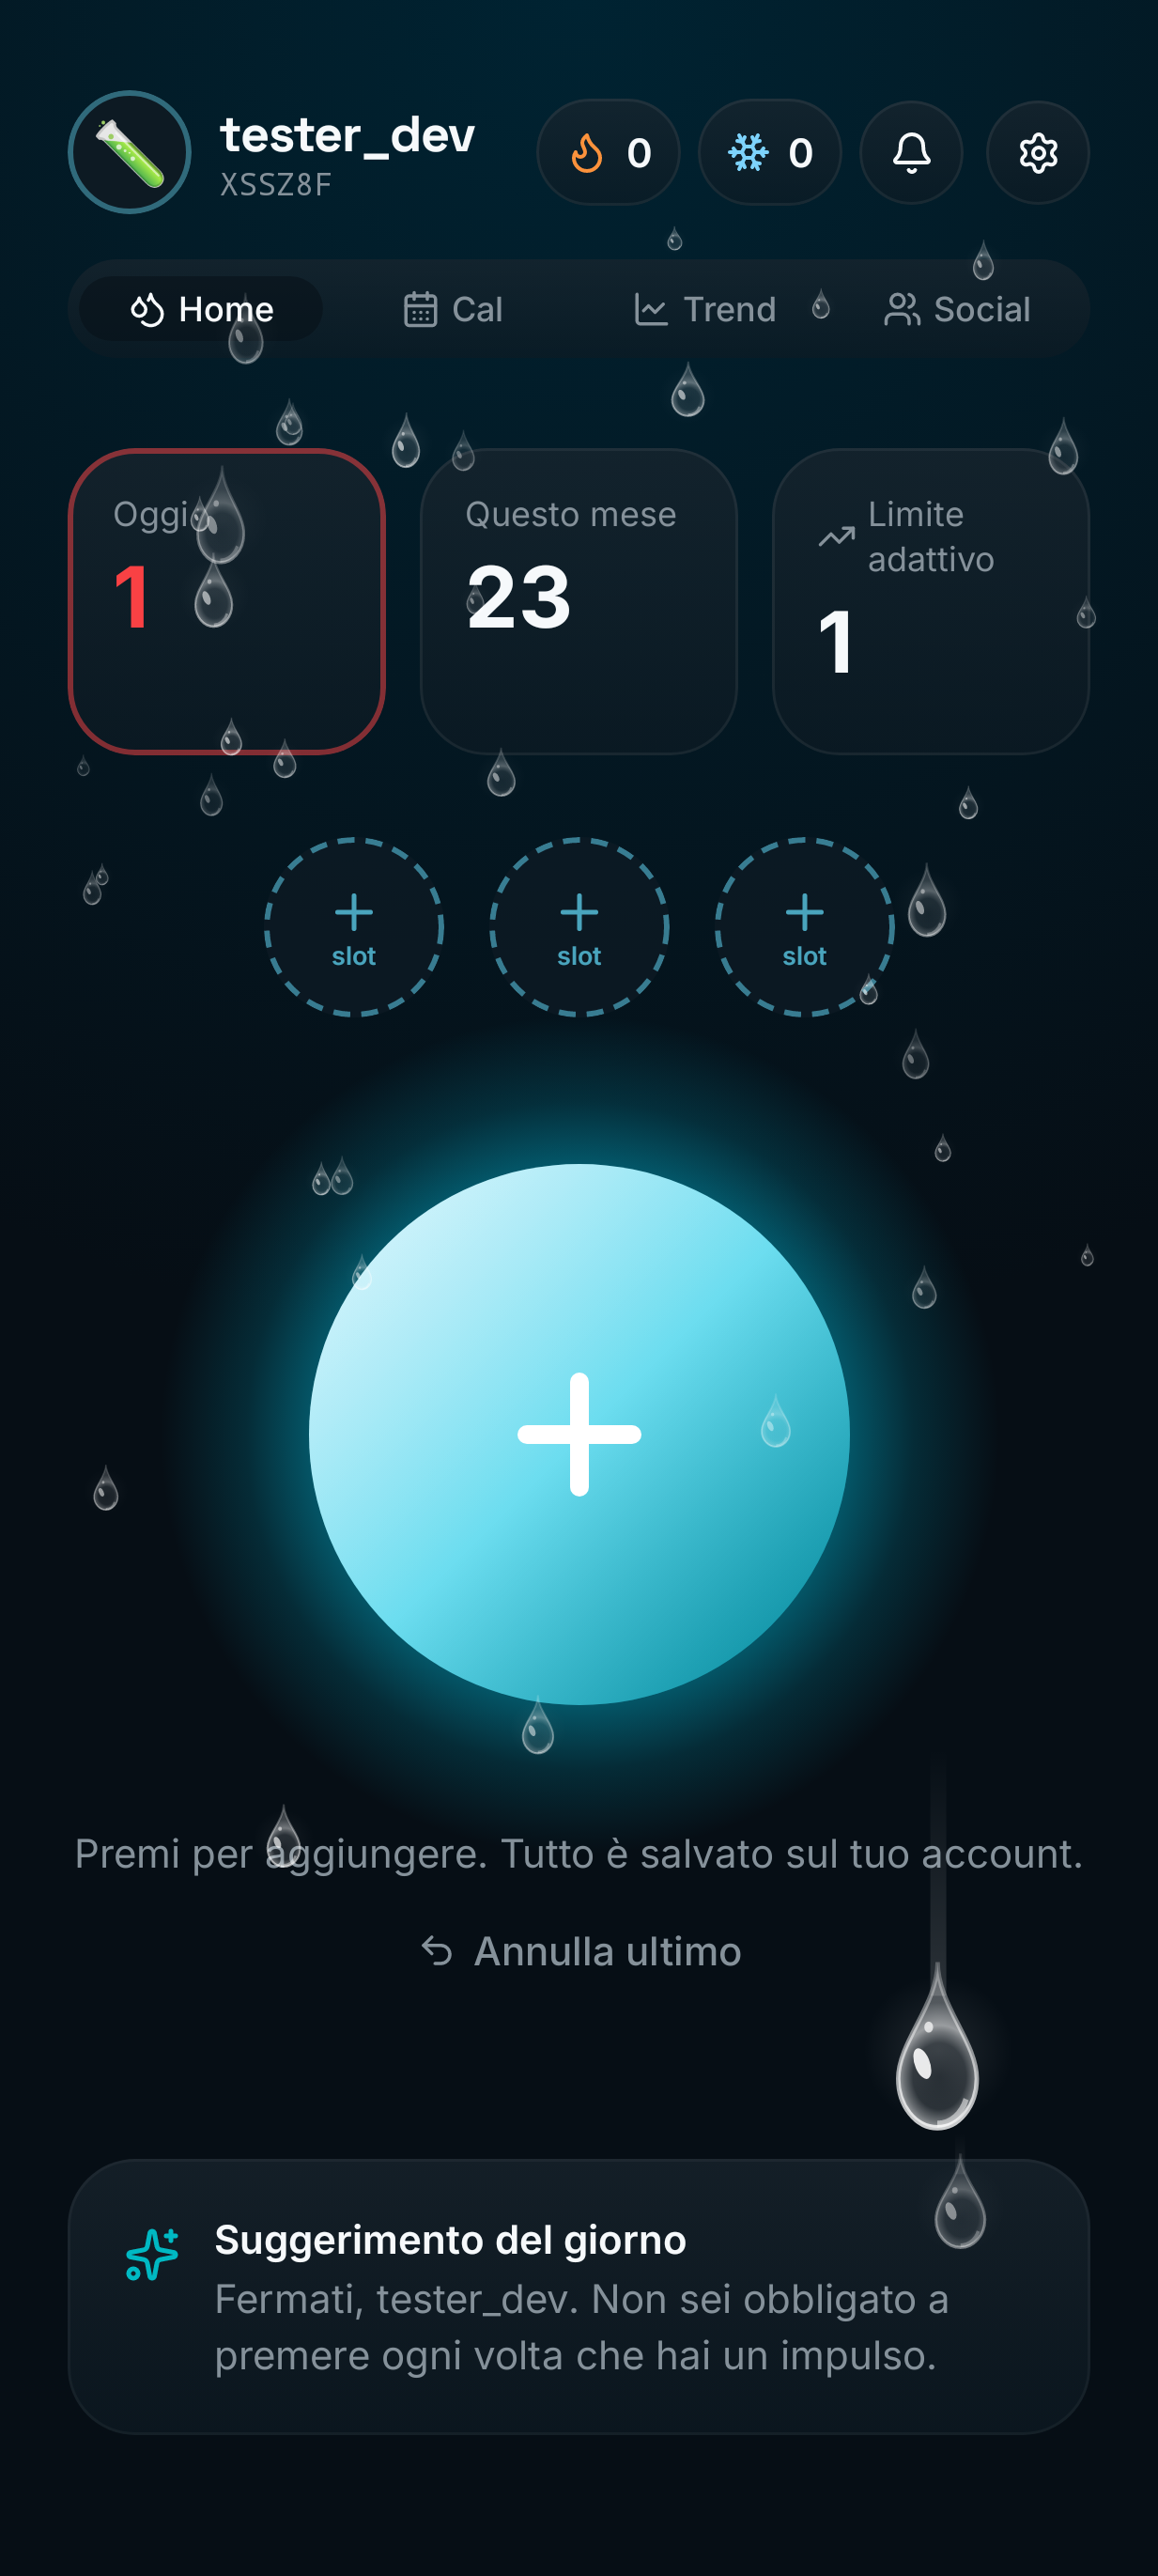 tester_dev
XSSZ8F
0
0
Home
Cal
Trend
Social
Oggi
1
Questo mese
23
Limite
adattivo
1
slot
slot
slot
Premi per aggiungere. Tutto è salvato sul tuo account.
Annulla ultimo
Suggerimento del giorno
Fermati, tester_dev. Non sei obbligato a
premere ogni volta che hai un impulso.